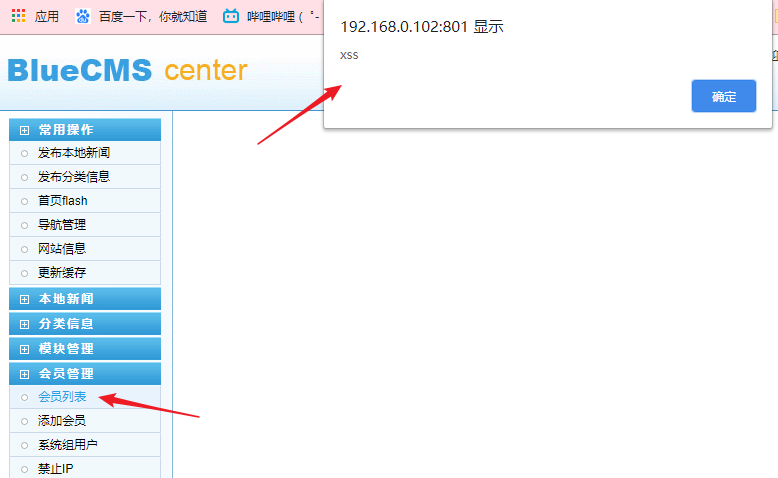 应用 百度一下，你就知道 哔哩哔哩 ( ゜-
192.168.0.102:801 显示
xss
确定
BlueCMS center
常用操作
发布本地新闻
发布分类信息
首页flash
导航管理
网站信息
更新缓存
本地新闻
分类信息
模块管理
会员管理
会员列表
添加会员
系统组用户
禁止IP